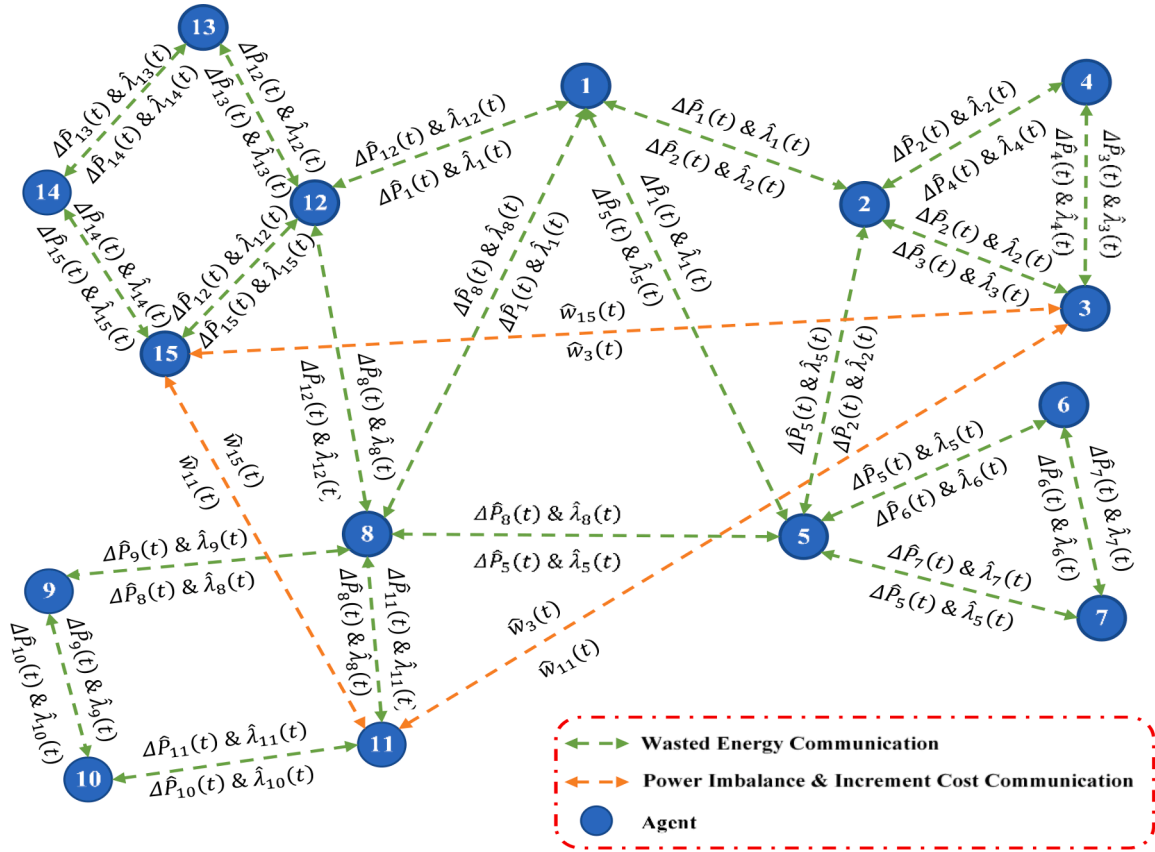 13
ΔP̂₁₃(t) & λ̂₁₃(t)
ΔP̂₁₄(t) & λ̂₁₄(t)
ΔP̂₁₂(t) & λ̂₁₂(t)
ΔP̂₁₃(t) & λ̂₁₃(t)
14
12
ΔP̂₁₄(t) & λ̂₁₄(t)
ΔP̂₁₅(t) & λ̂₁₅(t)
ΔP̂₁₂(t) & λ̂₁₂(t)
ΔP̂₁₅(t) & λ̂₁₅(t)
15
ΔP̂₁₂(t) & λ̂₁₂(t)
ΔP̂₁(t) & λ̂₁(t)
1
ΔP̂₁(t) & λ̂₁(t)
ΔP̂₂(t) & λ̂₂(t)
2
ΔP̂₂(t) & λ̂₂(t)
ΔP̂₄(t) & λ̂₄(t)
4
ΔP̂₃(t) & λ̂₃(t)
ΔP̂₄(t) & λ̂₄(t)
ΔP̂₂(t) & λ̂₂(t)
ΔP̂₃(t) & λ̂₃(t)
3
ΔP̂₈(t) & λ̂₈(t)
ΔP̂₁(t) & λ̂₁(t)
ΔP̂₁(t) & λ̂₁(t)
ΔP̂₅(t) & λ̂₅(t)
ŵ₁₅(t)
ŵ₃(t)
ΔP̂₈(t) & λ̂₈(t)
ΔP̂₁₂(t) & λ̂₁₂(t)
ΔP̂₅(t) & λ̂₅(t)
ΔP̂₂(t) & λ̂₂(t)
ŵ₁₅(t)
ŵ₁₁(t)
6
ΔP̂₅(t) & λ̂₅(t)
ΔP̂₆(t) & λ̂₆(t)
ΔP̂₇(t) & λ̂₇(t)
ΔP̂₆(t) & λ̂₆(t)
8
ΔP̂₈(t) & λ̂₈(t)
ΔP̂₅(t) & λ̂₅(t)
5
ΔP̂₇(t) & λ̂₇(t)
ΔP̂₅(t) & λ̂₅(t)
7
ΔP̂₉(t) & λ̂₉(t)
ΔP̂₈(t) & λ̂₈(t)
9
ΔP̂₉(t) & λ̂₉(t)
ΔP̂₁₀(t) & λ̂₁₀(t)
ΔP̂₁₁(t) & λ̂₁₁(t)
ΔP̂₈(t) & λ̂₈(t)
ŵ₃(t)
ŵ₁₁(t)
10
ΔP̂₁₁(t) & λ̂₁₁(t)
ΔP̂₁₀(t) & λ̂₁₀(t)
11
Wasted Energy Communication
Power Imbalance & Increment Cost Communication
Agent